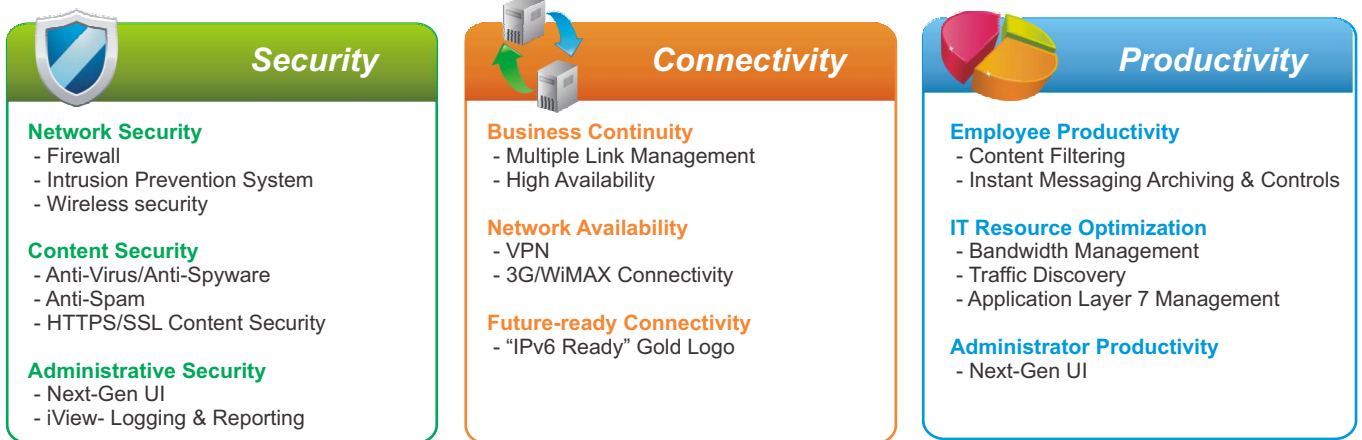 Security
Network Security
- Firewall
- Intrusion Prevention System
- Wireless security
Content Security
- Anti-Virus/Anti-Spyware
- Anti-Spam
- HTTPS/SSL Content Security
Administrative Security
- Next-Gen UI
- iView- Logging & Reporting
Connectivity
Business Continuity
- Multiple Link Management
- High Availability
Network Availability
- VPN
- 3G/WiMAX Connectivity
Future-ready Connectivity
- “IPv6 Ready” Gold Logo
Productivity
Employee Productivity
- Content Filtering
- Instant Messaging Archiving & Controls
IT Resource Optimization
- Bandwidth Management
- Traffic Discovery
- Application Layer 7 Management
Administrator Productivity
- Next-Gen UI